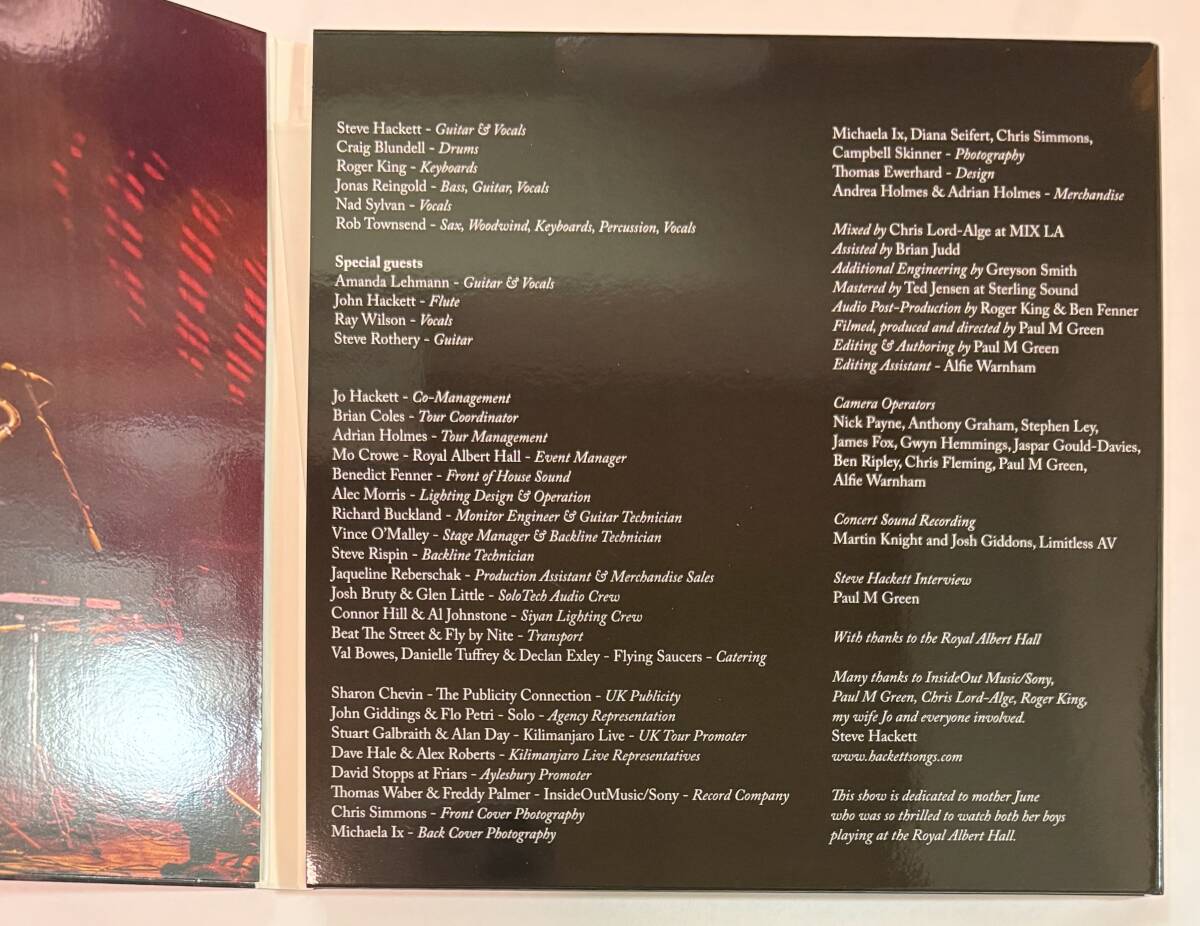 Steve Hackett - Guitar & Vocals
Craig Blundell - Drums
Roger King - Keyboards
Jonas Reingold - Bass, Guitar, Vocals
Nad Sylvan - Vocals
Rob Townsend - Sax, Woodwind, Keyboards, Percussion, Vocals
Special guests
Amanda Lehmann - Guitar & Vocals
John Hackett - Flute
Ray Wilson - Vocals
Steve Rothery - Guitar
Jo Hackett - Co-Management
Brian Coles - Tour Coordinator
Adrian Holmes - Tour Management
Mo Crowe - Royal Albert Hall - Event Manager
Benedict Fenner - Front of House Sound
Alec Morris - Lighting Design & Operation
Richard Buckland - Monitor Engineer & Guitar Technician
Vince O'Malley - Stage Manager & Backline Technician
Steve Rispin - Backline Technician
Jaqueline Reberschak - Production Assistant & Merchandise Sales
Josh Bruty & Glen Little - SoloTech Audio Crew
Connor Hill & Al Johnstone - Siyan Lighting Crew
Beat The Street & Fly by Nite - Transport
Val Bowes, Danielle Tuffrey & Declan Exley - Flying Saucers - Catering
Sharon Chevin - The Publicity Connection - UK Publicity
John Giddings & Flo Petri - Solo - Agency Representation
Stuart Galbraith & Alan Day - Kilimanjaro Live - UK Tour Promoter
Dave Hale & Alex Roberts - Kilimanjaro Live Representatives
David Stopps at Friars - Aylesbury Promoter
Thomas Waber & Freddy Palmer - InsideOutMusic/Sony - Record Company
Chris Simmons - Front Cover Photography
Michaela Ix - Back Cover Photography
Michaela Ix, Diana Seifert, Chris Simmons,
Campbell Skinner - Photography
Thomas Ewerhard - Design
Andrea Holmes & Adrian Holmes - Merchandise
Mixed by Chris Lord-Alge at MIX LA
Assisted by Brian Judd
Additional Engineering by Greyson Smith
Mastered by Ted Jensen at Sterling Sound
Audio Post-Production by Roger King & Ben Fenner
Filmed, produced and directed by Paul M Green
Editing & Authoring by Paul M Green
Editing Assistant - Alfie Warnham
Camera Operators
Nick Payne, Anthony Graham, Stephen Ley,
James Fox, Gwyn Hemmings, Jaspar Gould-Davies,
Ben Ripley, Chris Fleming, Paul M Green,
Alfie Warnham
Concert Sound Recording
Martin Knight and Josh Giddons, Limitless AV
Steve Hackett Interview
Paul M Green
With thanks to the Royal Albert Hall
Many thanks to InsideOut Music/Sony,
Paul M Green, Chris Lord-Alge, Roger King,
my wife Jo and everyone involved.
Steve Hackett
www.hackettsongs.com
This show is dedicated to mother June
who was so thrilled to watch both her boys
playing at the Royal Albert Hall.